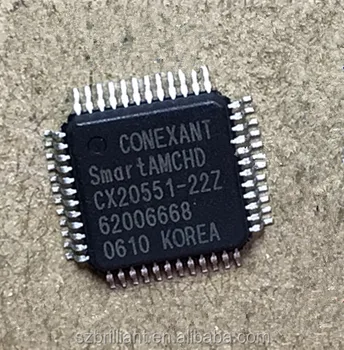 CONEXANT
SmartAMCHD
CX20551-22Z
62006668
0610 KOREA
szbrilliant.en.alibaba.com